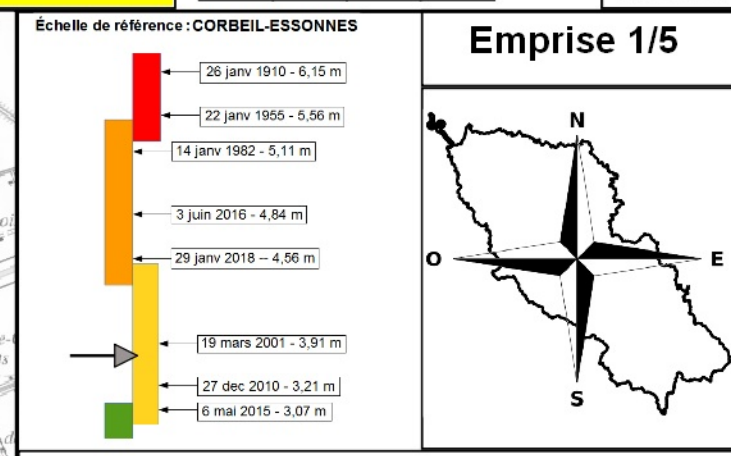 Échelle de référence : CORBEIL-ESSONNES
26 janv 1910 - 6,15 m
22 janv 1955 - 5,56 m
14 janv 1982 - 5,11 m
3 juin 2016 - 4,84 m
29 janv 2018 -- 4,56 m
19 mars 2001 - 3,91 m
27 dec 2010 - 3,21 m
6 mai 2015 - 3,07 m
Emprise 1/5
N
O
E
S